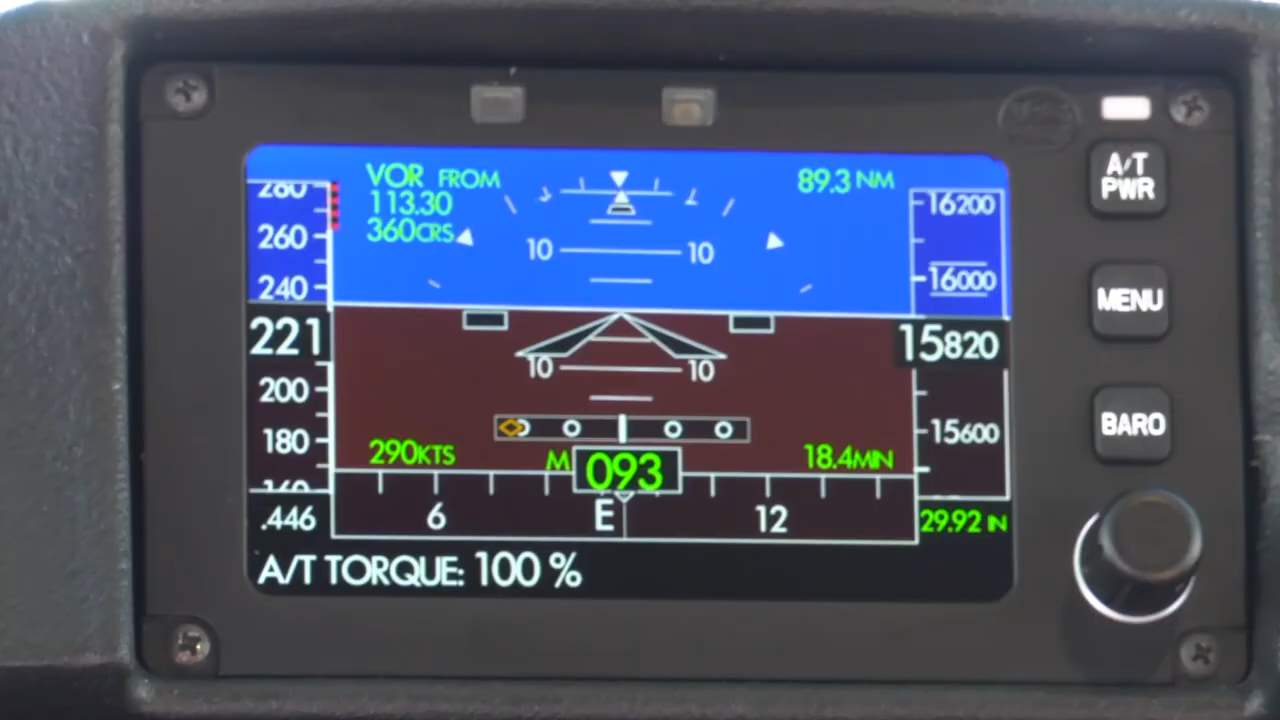 VOR FROM
113.30
360CRS
89.3 NM
260
240
221
200
180
.446
10 10
10 10
16200
16000
15820
15600
29.92 IN
290KTS
M 093
18.4MIN
6 E 12
A/T TORQUE: 100 %
A/T
PWR
MENU
BARO